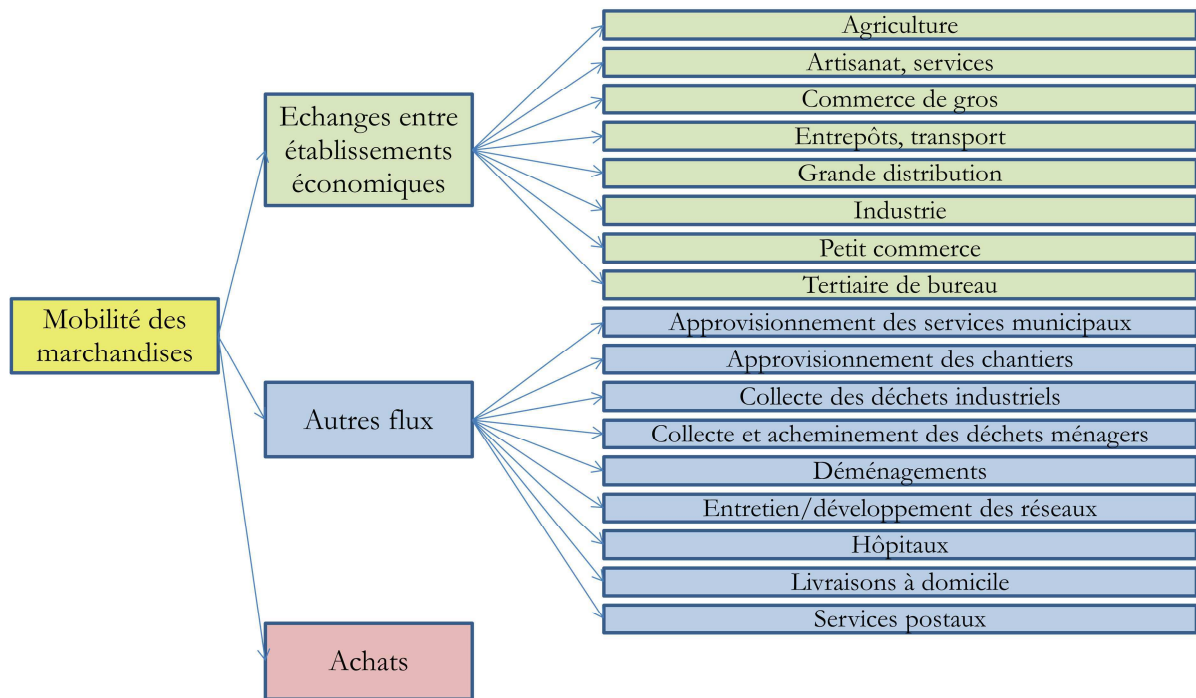 Mobilité des
marchandises
Echanges entre
établissements
économiques
Agriculture
Artisanat, services
Commerce de gros
Entrepôts, transport
Grande distribution
Industrie
Petit commerce
Tertiaire de bureau
Autres flux
Approvisionnement des services municipaux
Approvisionnement des chantiers
Collecte des déchets industriels
Collecte et acheminement des déchets ménagers
Déménagements
Entretien/développement des réseaux
Hôpitaux
Livraisons à domicile
Services postaux
Achats